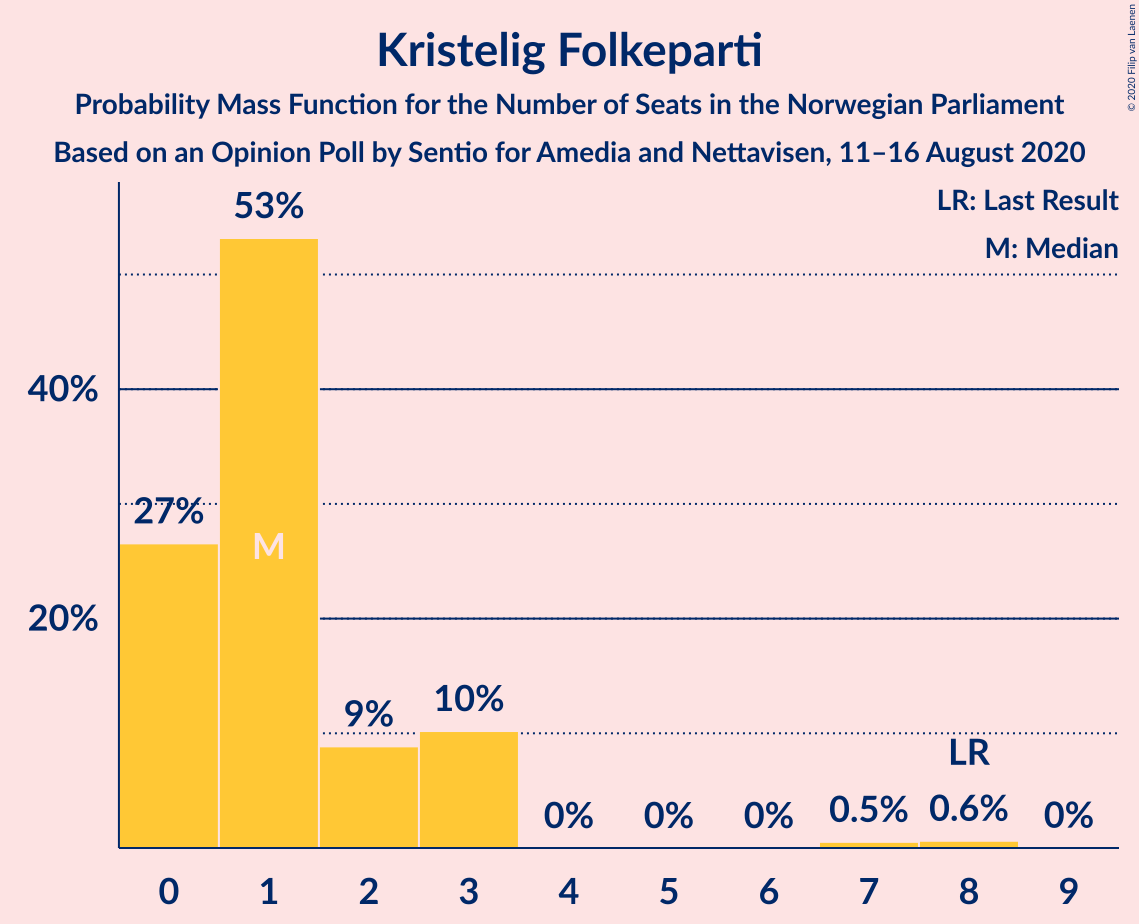 Kristelig Folkeparti
Probability Mass Function for the Number of Seats in the Norwegian Parliament
Based on an Opinion Poll by Sentio for Amedia and Nettavisen, 11–16 August 2020
© 2020 Filip van Laenen
LR: Last Result
M: Median
53%
40%
27%
M
20%
9%
10%
LR
0%
0%
0%
0.5%
0.6%
0%
0 1 2 3 4 5 6 7 8 9